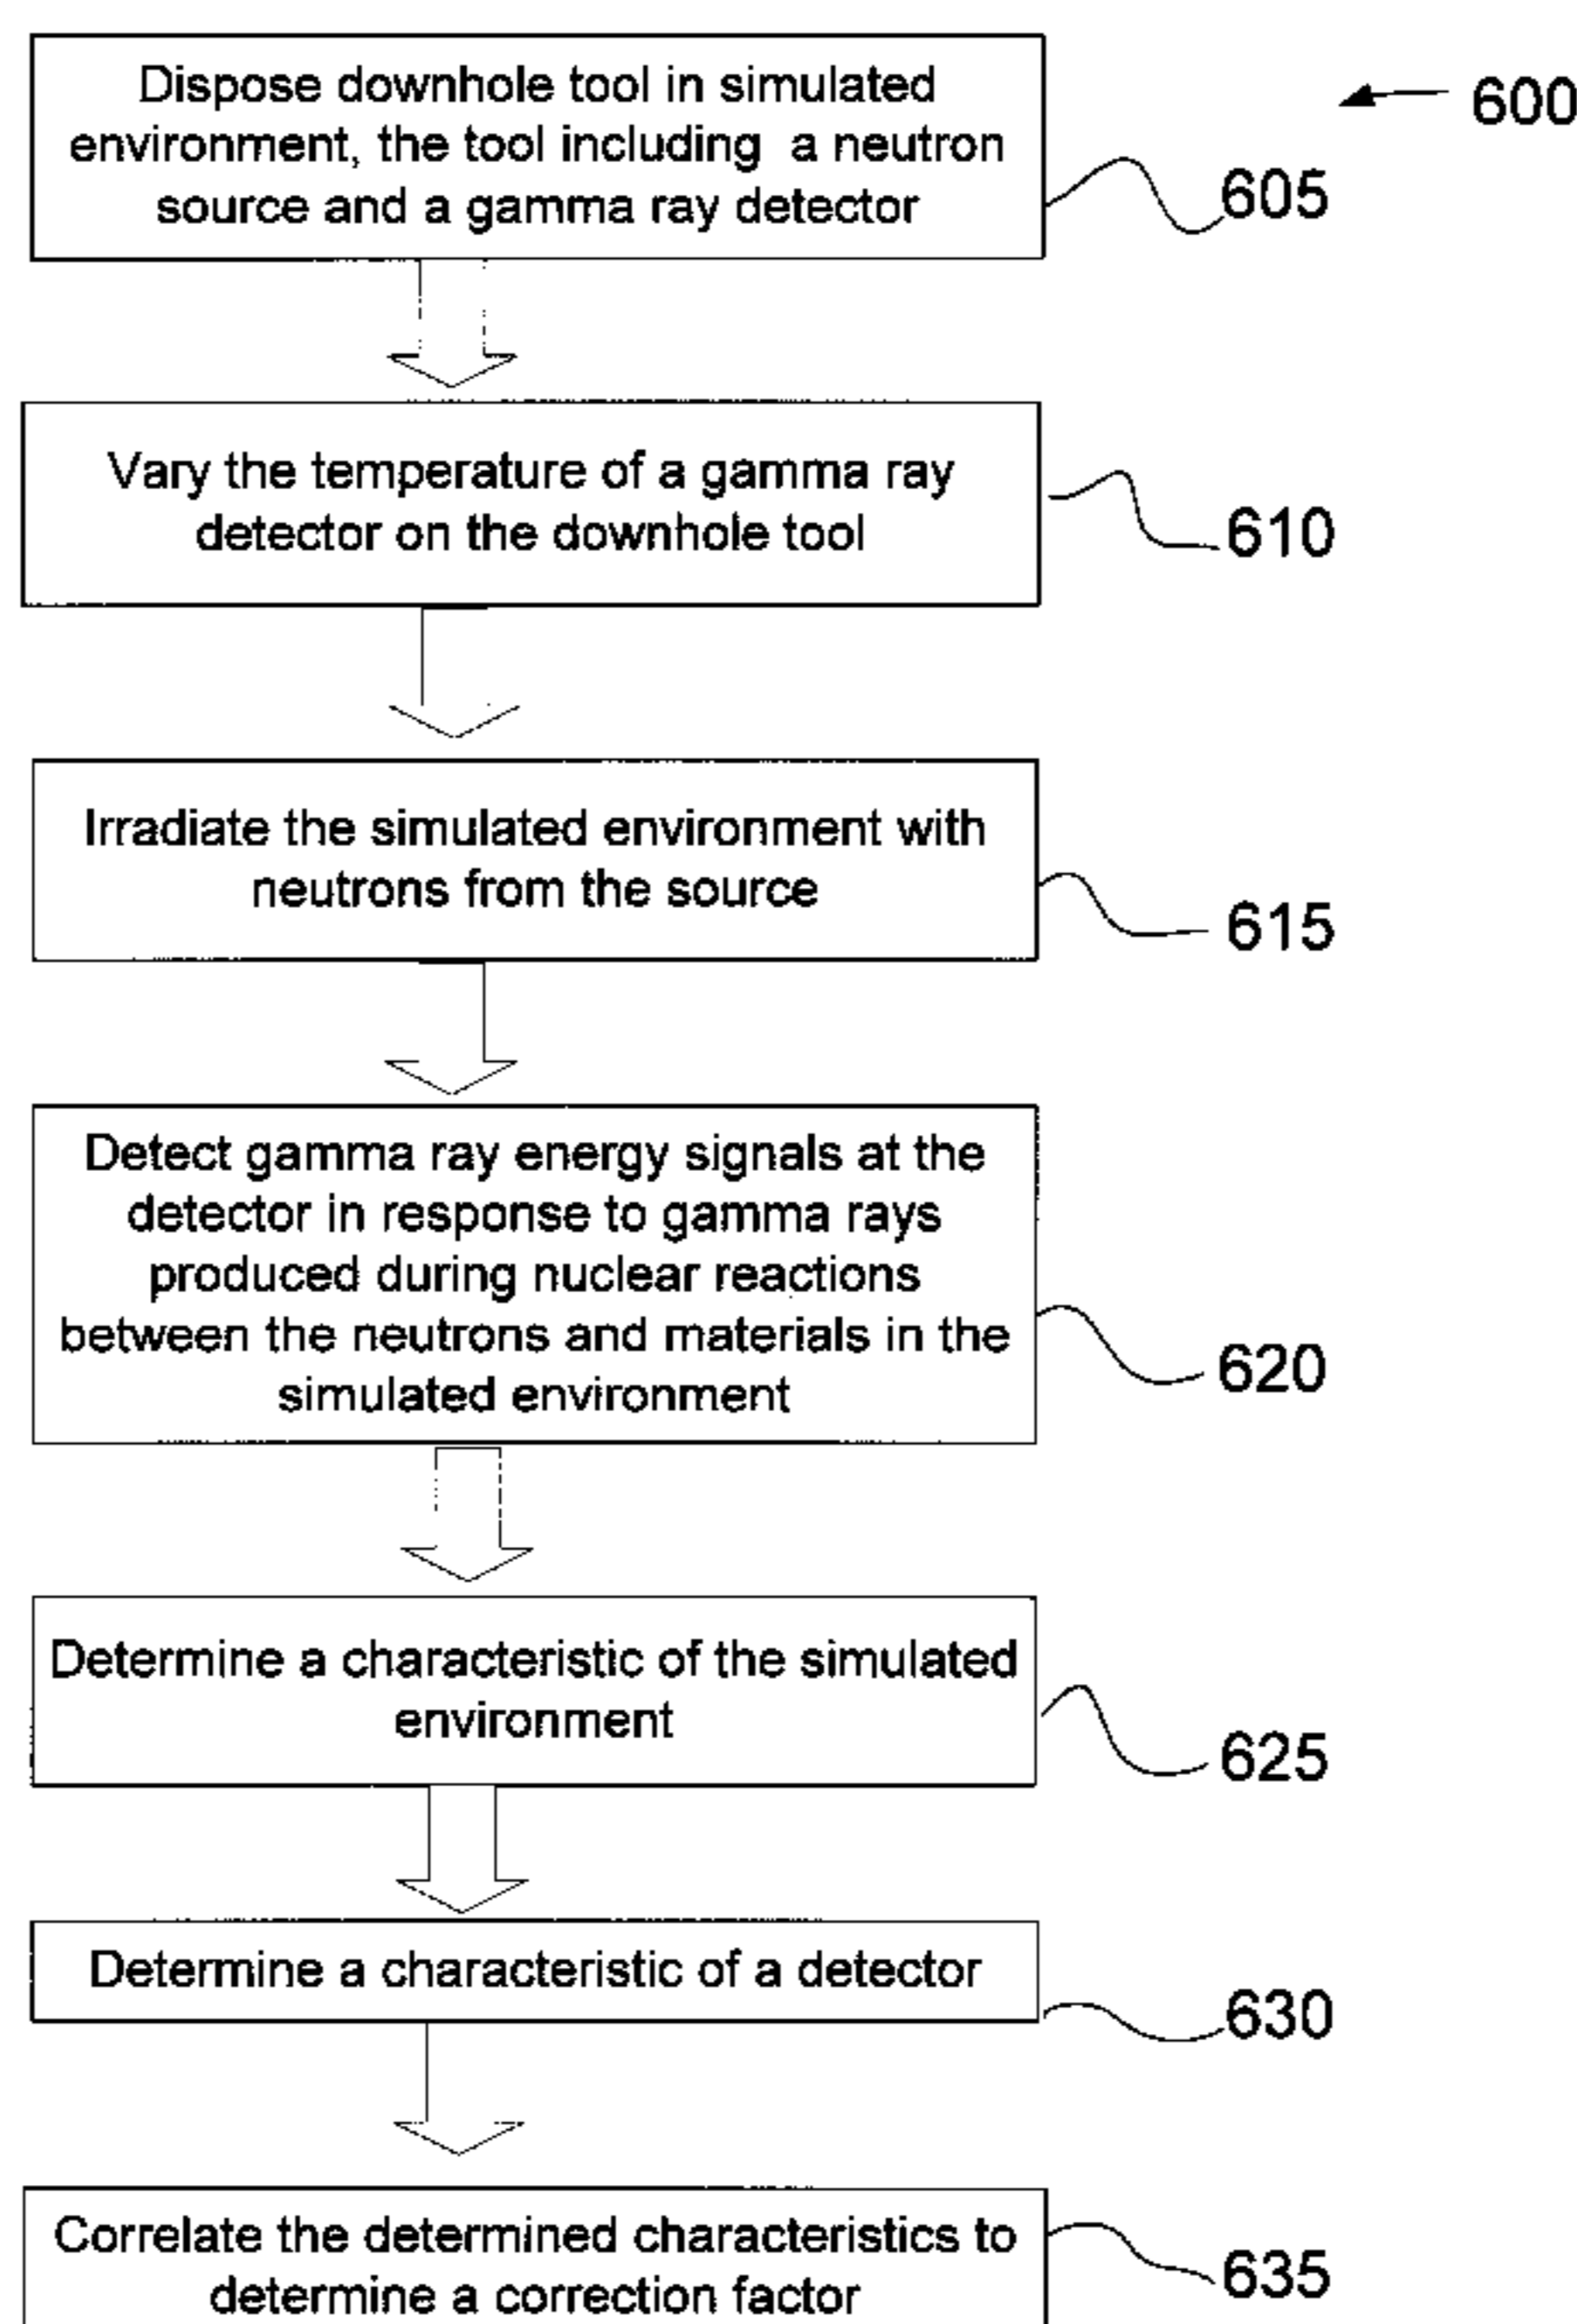 Dispose downhole tool in simulated
environment, the tool including a neutron
source and a gamma ray detector
600
605
Vary the temperature of a gamma ray
detector on the downhole tool
610
Irradiate the simulated environment with
neutrons from the source
615
Detect gamma ray energy signals at the
detector in response to gamma rays
produced during nuclear reactions
between the neutrons and materials in the
simulated environment
620
Determine a characteristic of the simulated
environment
625
Determine a characteristic of a detector
630
Correlate the determined characteristics to
determine a correction factor
635